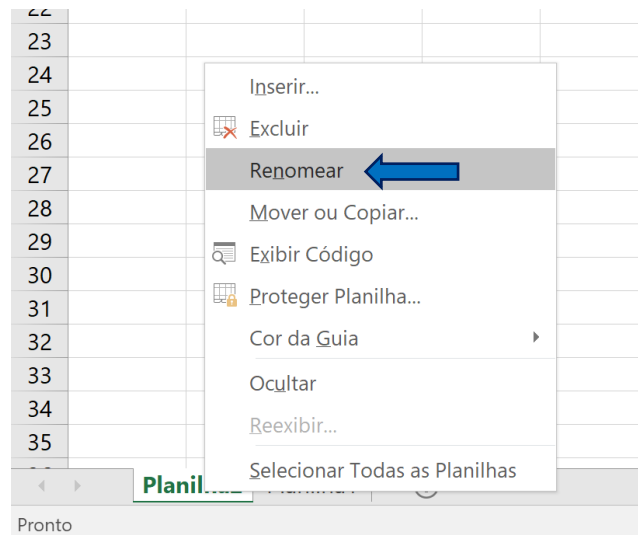 22
23
24
25
26
27
28
29
30
31
32
33
34
35
Inserir...
Excluir
Renomear
Mover ou Copiar...
Exibir Código
Proteger Planilha...
Cor da Guia
Ocultar
Reexibir...
Selecionar Todas as Planilhas
Pronto